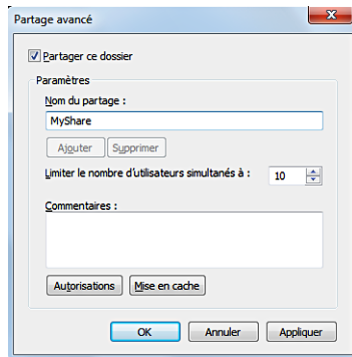 Partage avancé
Partager ce dossier
Paramètres
Nom du partage :
MyShare
Ajouter Supprimer
Limiter le nombre d'utilisateurs simultanés à : 10
Commentaires :
Autorisations Mise en cache
OK Annuler Appliquer